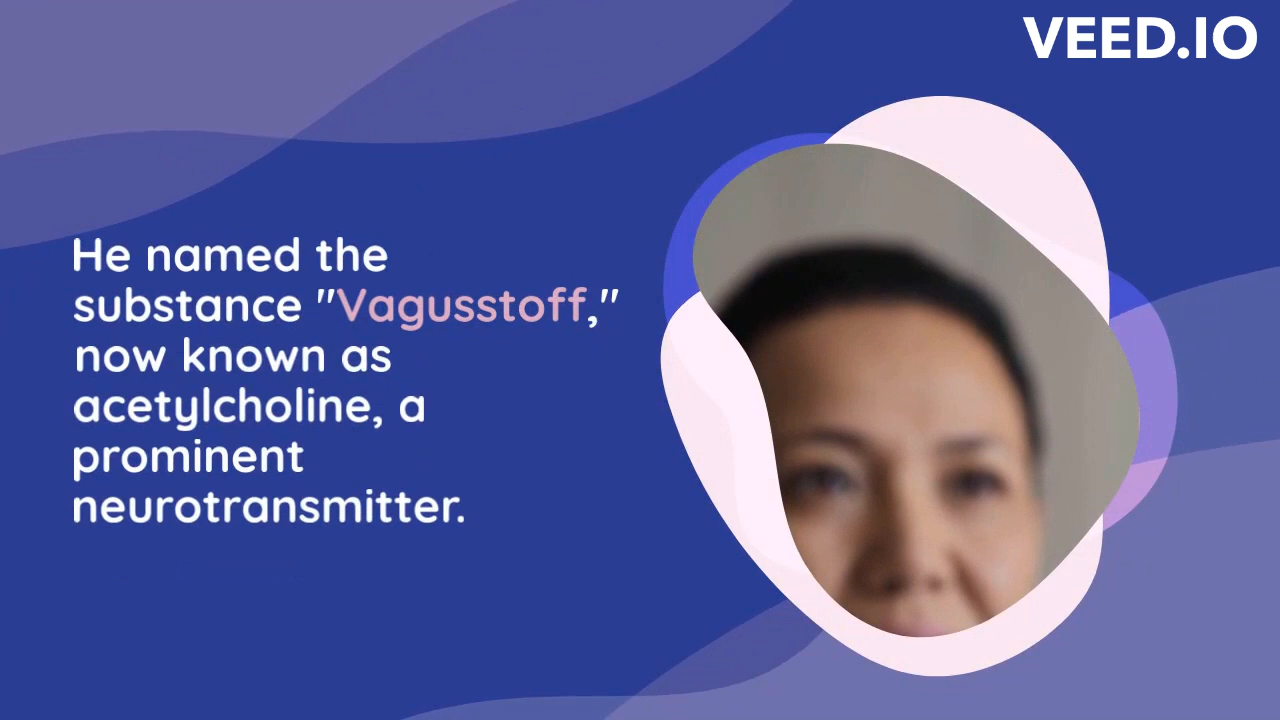 VEED.IO
He named the
substance "Vagusstoff,"
now known as
acetylcholine, a
prominent
neurotransmitter.